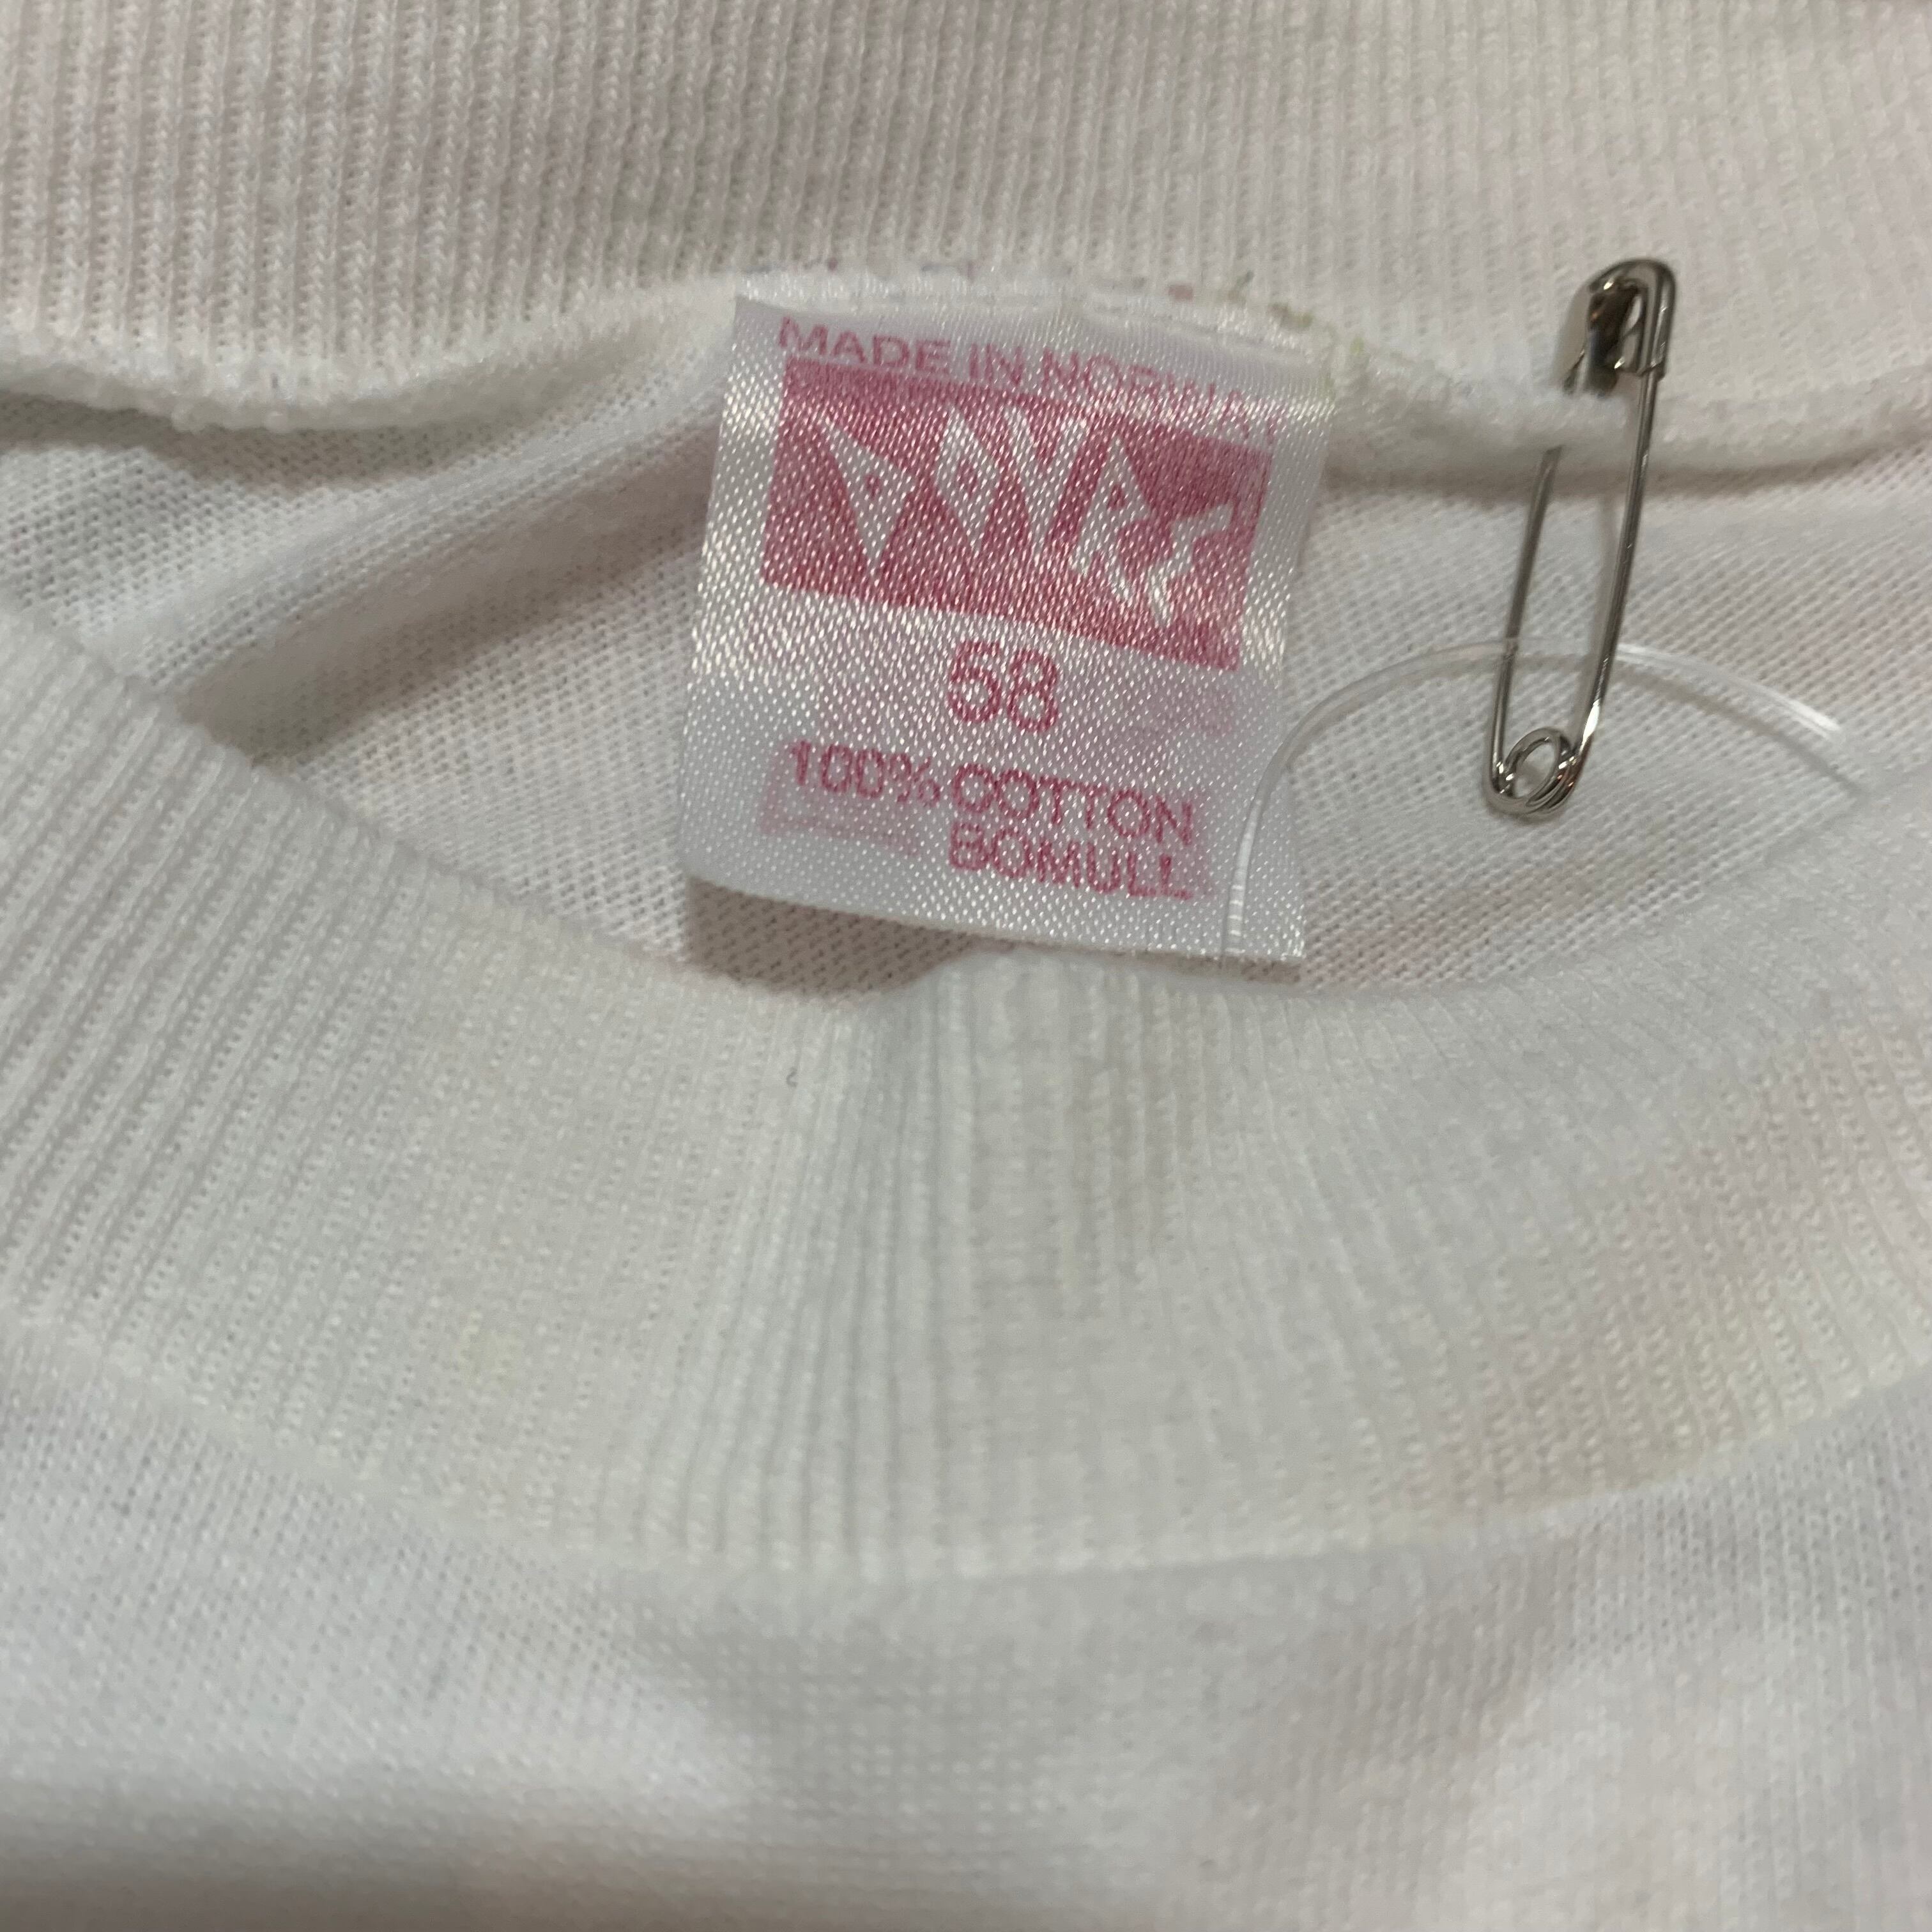 MADE IN NORWAY
58
100% COTTON
BOMULL